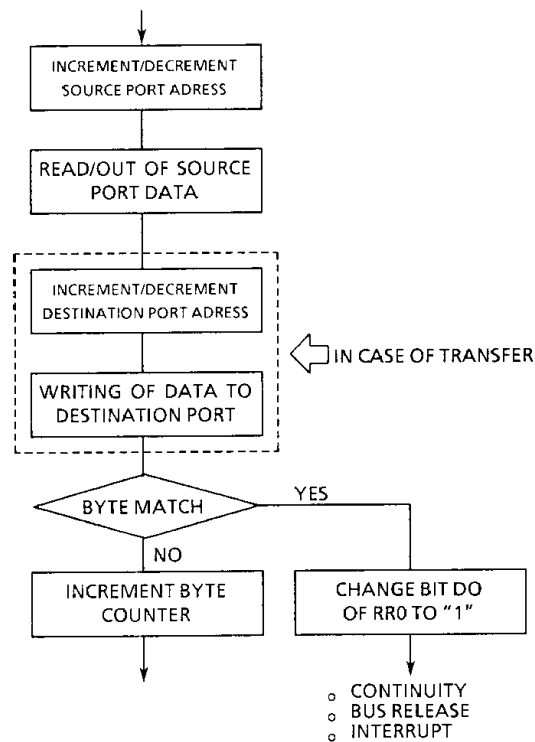 INCREMENT/DECREMENT
SOURCE PORT ADRESS
READ/OUT OF SOURCE
PORT DATA
INCREMENT/DECREMENT
DESTINATION PORT ADRESS
IN CASE OF TRANSFER
WRITING OF DATA TO
DESTINATION PORT
BYTE MATCH
YES
NO
INCREMENT BYTE
COUNTER
CHANGE BIT DO
OF RR0 TO "1"
○ CONTINUITY
○ BUS RELEASE
○ INTERRUPT